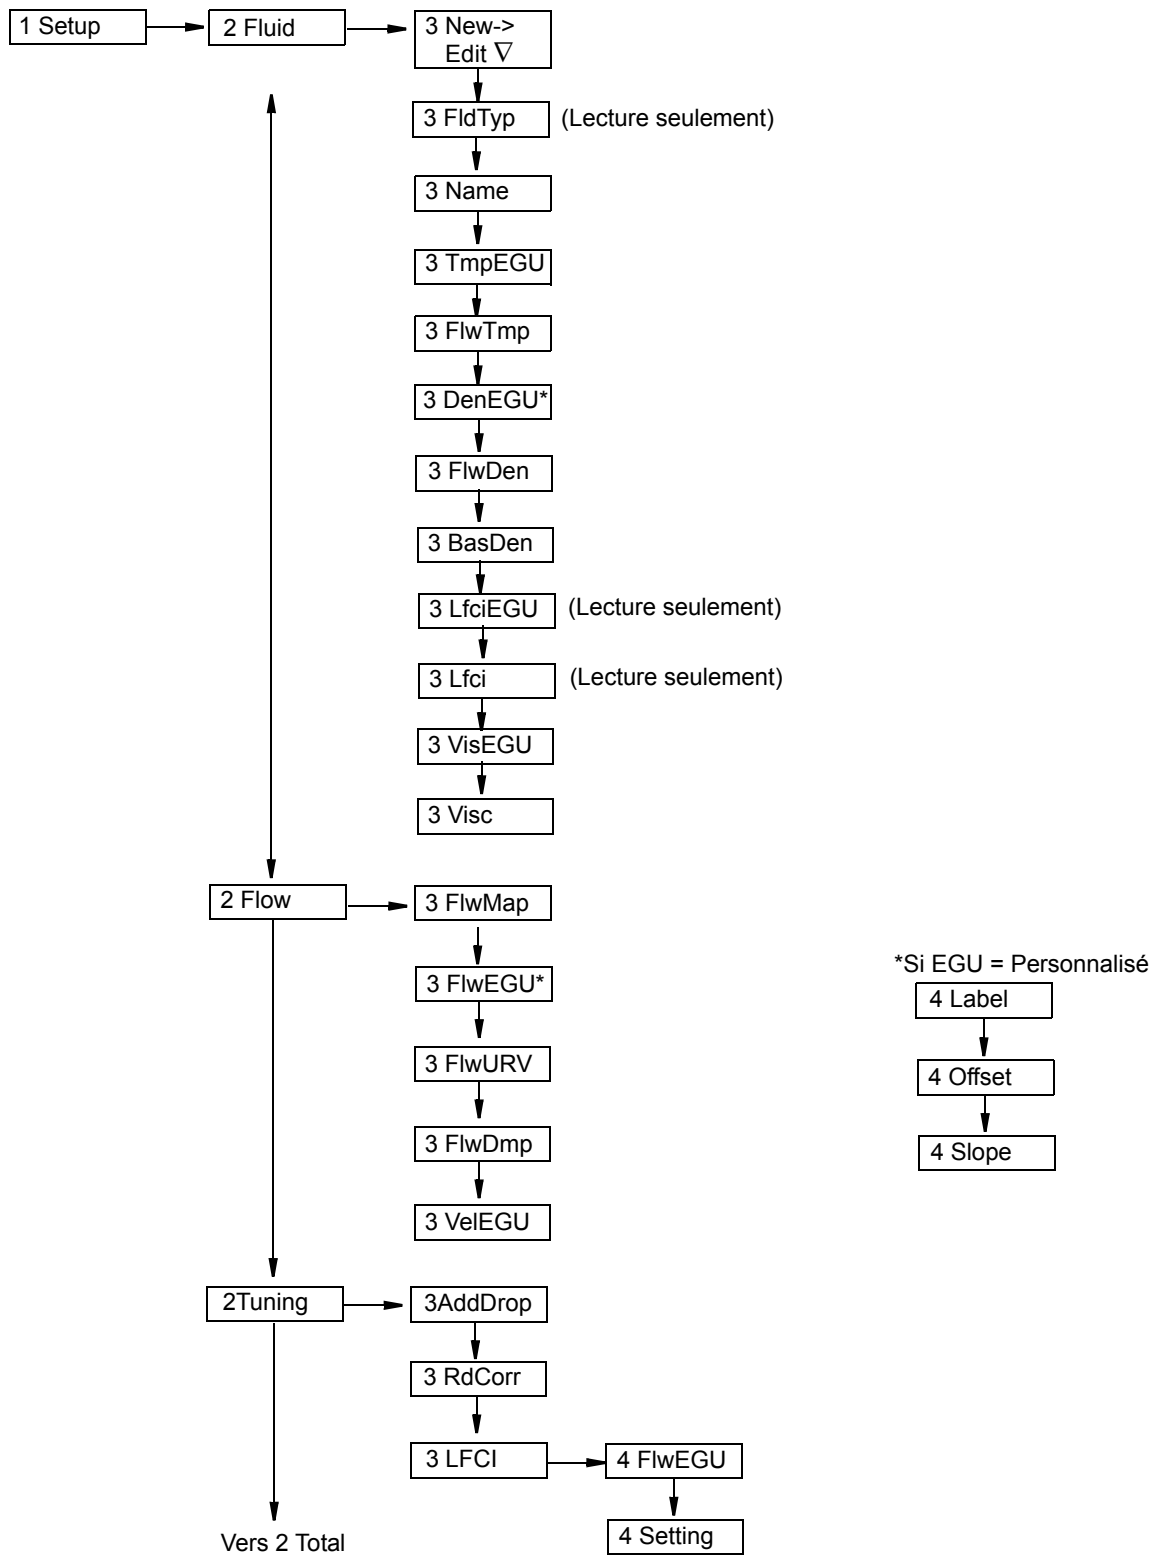 1 Setup
2 Fluid
3 New->
Edit ∇
3 FldTyp
(Lecture seulement)
3 Name
3 TmpEGU
3 FlwTmp
3 DenEGU*
3 FlwDen
3 BasDen
3 LfciEGU
(Lecture seulement)
3 Lfci
(Lecture seulement)
3 VisEGU
3 Visc
2 Flow
3 FlwMap
3 FlwEGU*
3 FlwURV
3 FlwDmp
3 VelEGU
*Si EGU = Personnalisé
4 Label
4 Offset
4 Slope
2Tuning
3AddDrop
3 RdCorr
3 LFCI
4 FlwEGU
4 Setting
Vers 2 Total